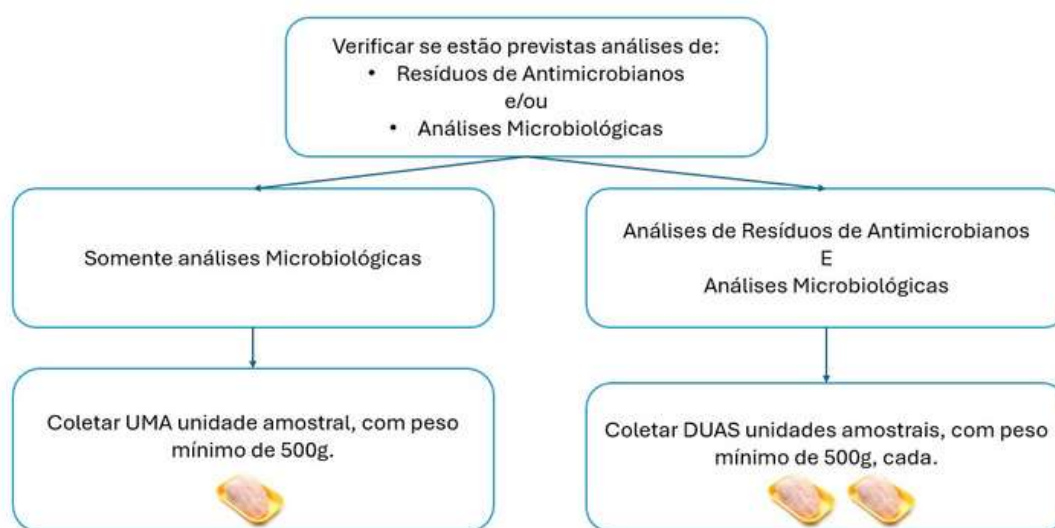 Verificar se estão previstas análises de:
• Resíduos de Antimicrobianos
e/ou
• Análises Microbiológicas
Somente análises Microbiológicas
Análises de Resíduos de Antimicrobianos
E
Análises Microbiológicas
Coletar UMA unidade amostral, com peso
mínimo de 500g.
Coletar DUAS unidades amostrais, com peso
mínimo de 500g, cada.